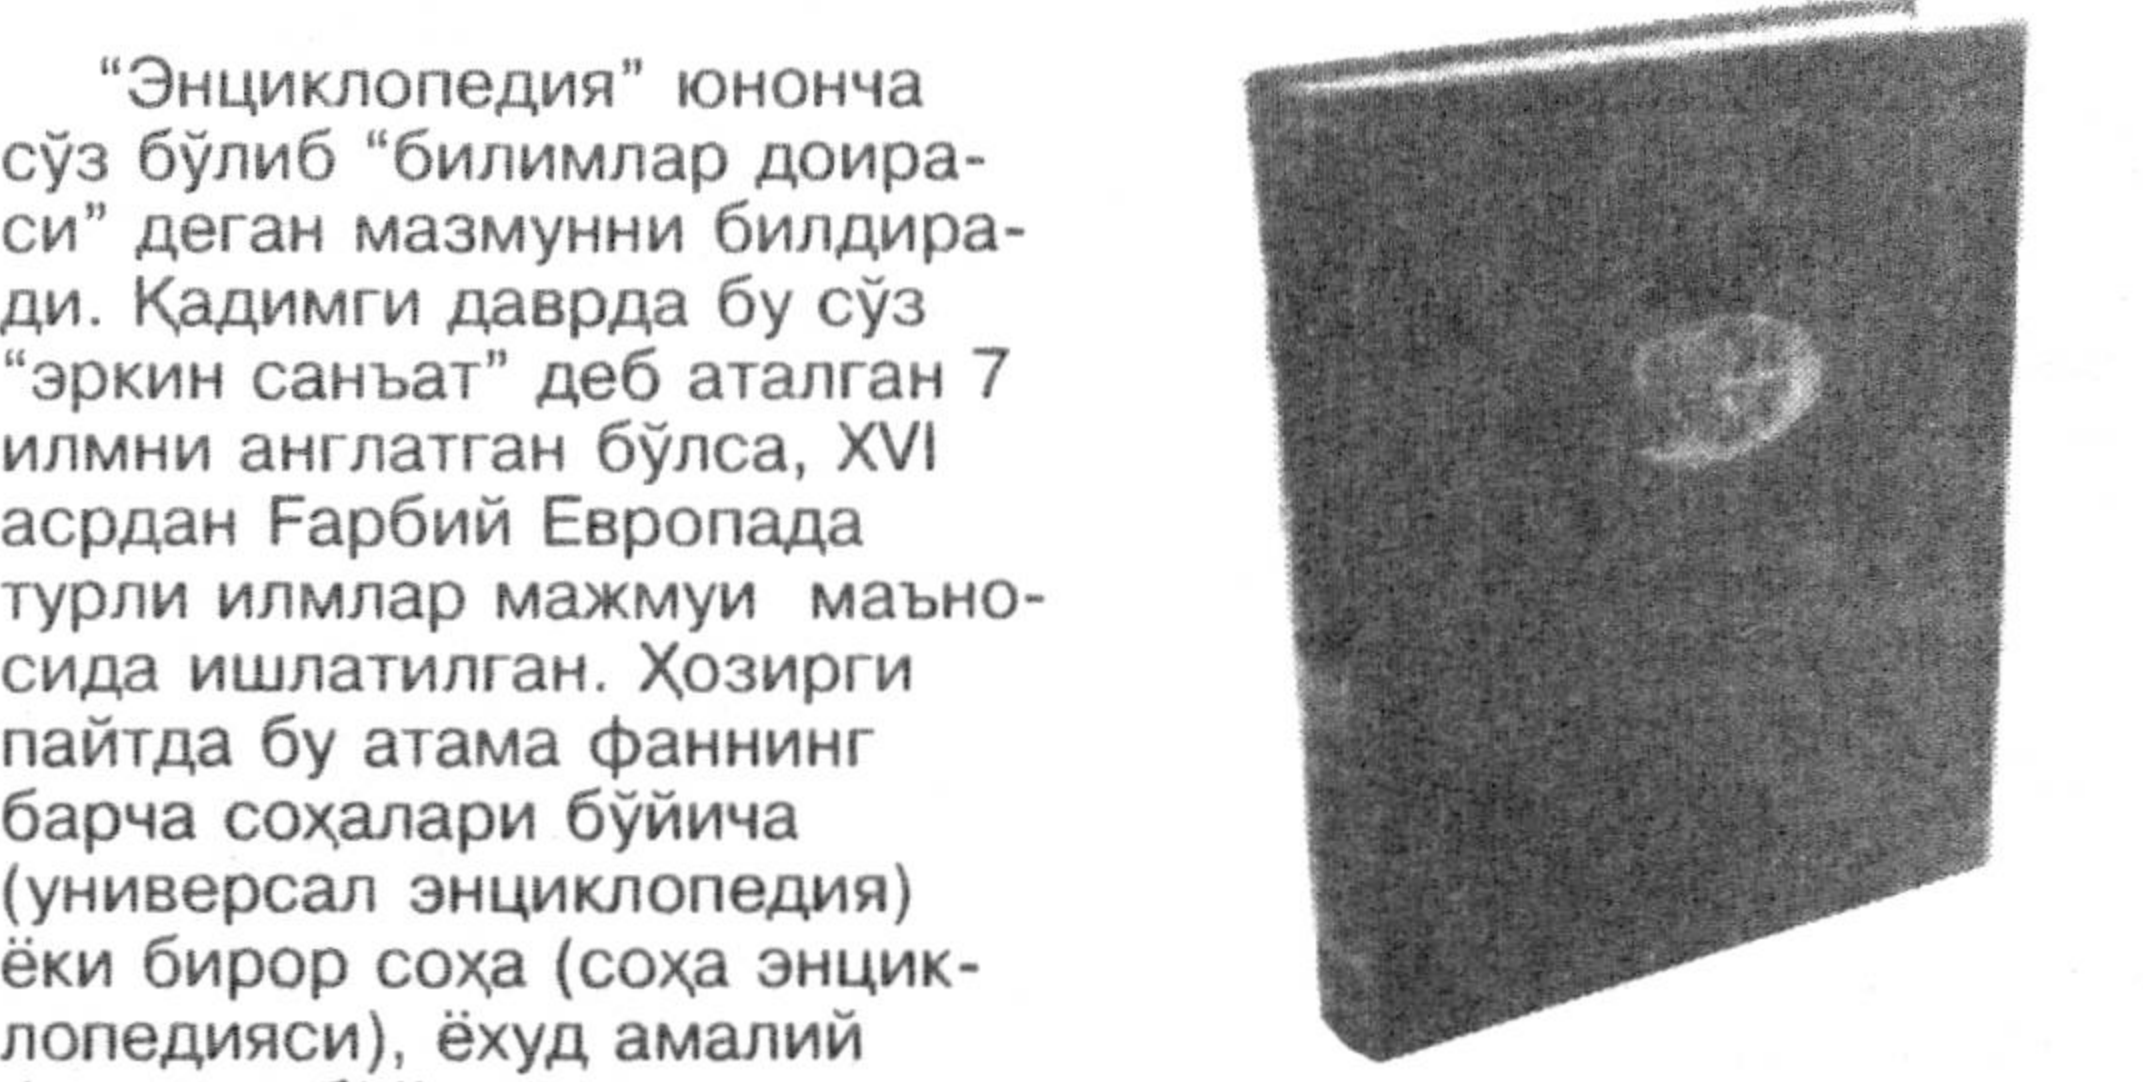 “Энциклопедия” юнонча
сўз бўлиб “билимлар доира-
си” деган мазмунни билдира-
ди. Қадимги даврда бу сўз
“эркин санъат” деб аталган 7
илмни англатган бўлса, XVI
асрдан Ғарбий Европада
турли илмлар мажмуи маъно-
сида ишлатилган. Ҳозирги
пайтда бу атама фаннинг
барча соҳалари бўйича
(универсал энциклопедия)
ёки бирор соҳа (соҳа энцик-
лопедияси), ёхуд амалий